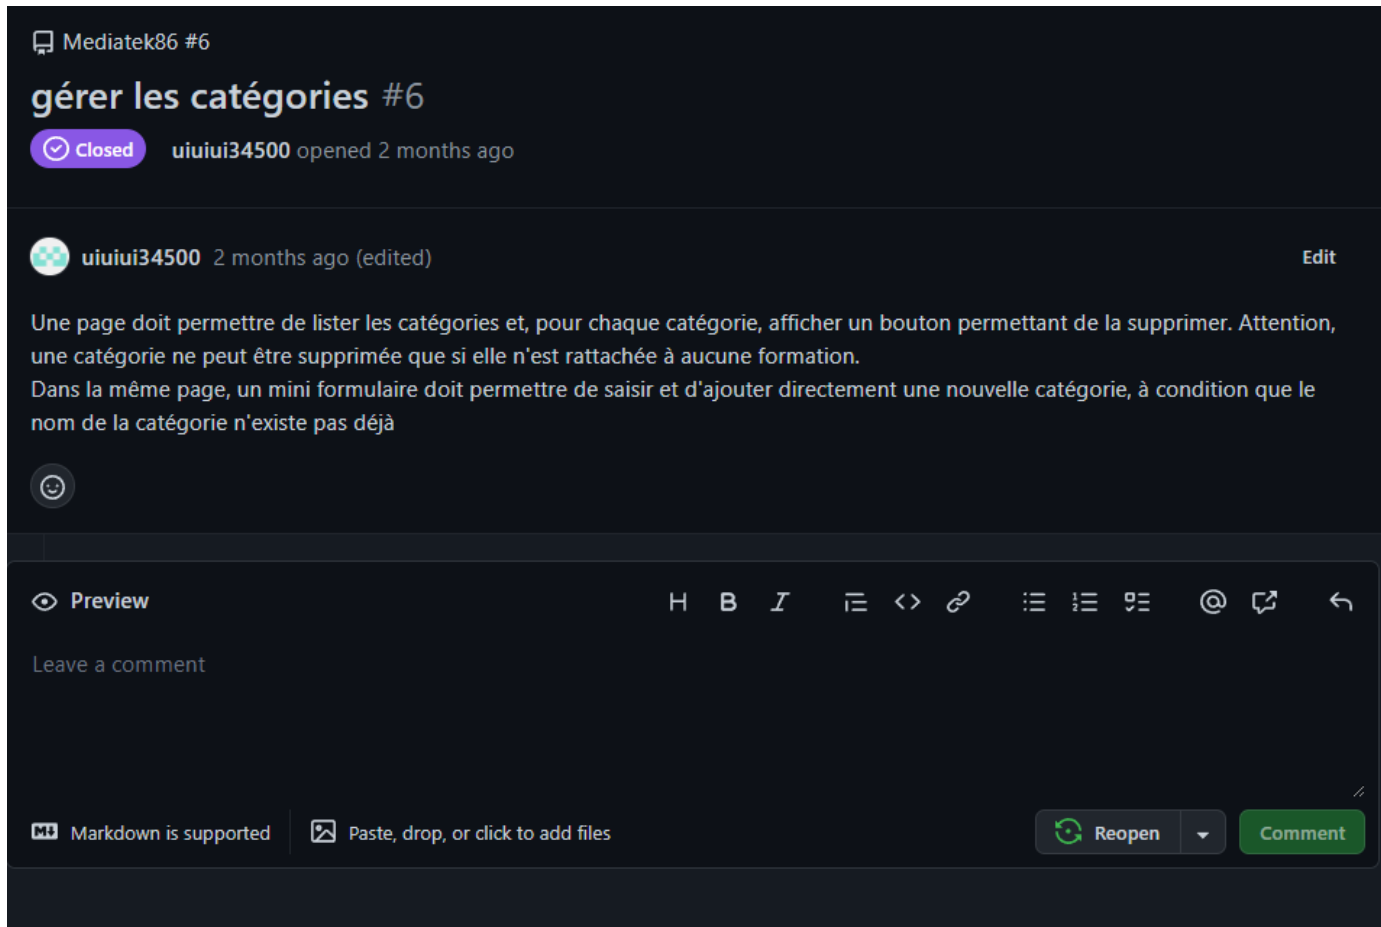 Mediatek86 #6
gérer les catégories #6
Closed uiuiui34500 opened 2 months ago
uiuiui34500 2 months ago (edited) Edit
Une page doit permettre de lister les catégories et, pour chaque catégorie, afficher un bouton permettant de la supprimer. Attention,
une catégorie ne peut être supprimée que si elle n'est rattachée à aucune formation.
Dans la même page, un mini formulaire doit permettre de saisir et d'ajouter directement une nouvelle catégorie, à condition que le
nom de la catégorie n'existe pas déjà
Preview
Leave a comment
Markdown is supported Paste, drop, or click to add files Reopen Comment